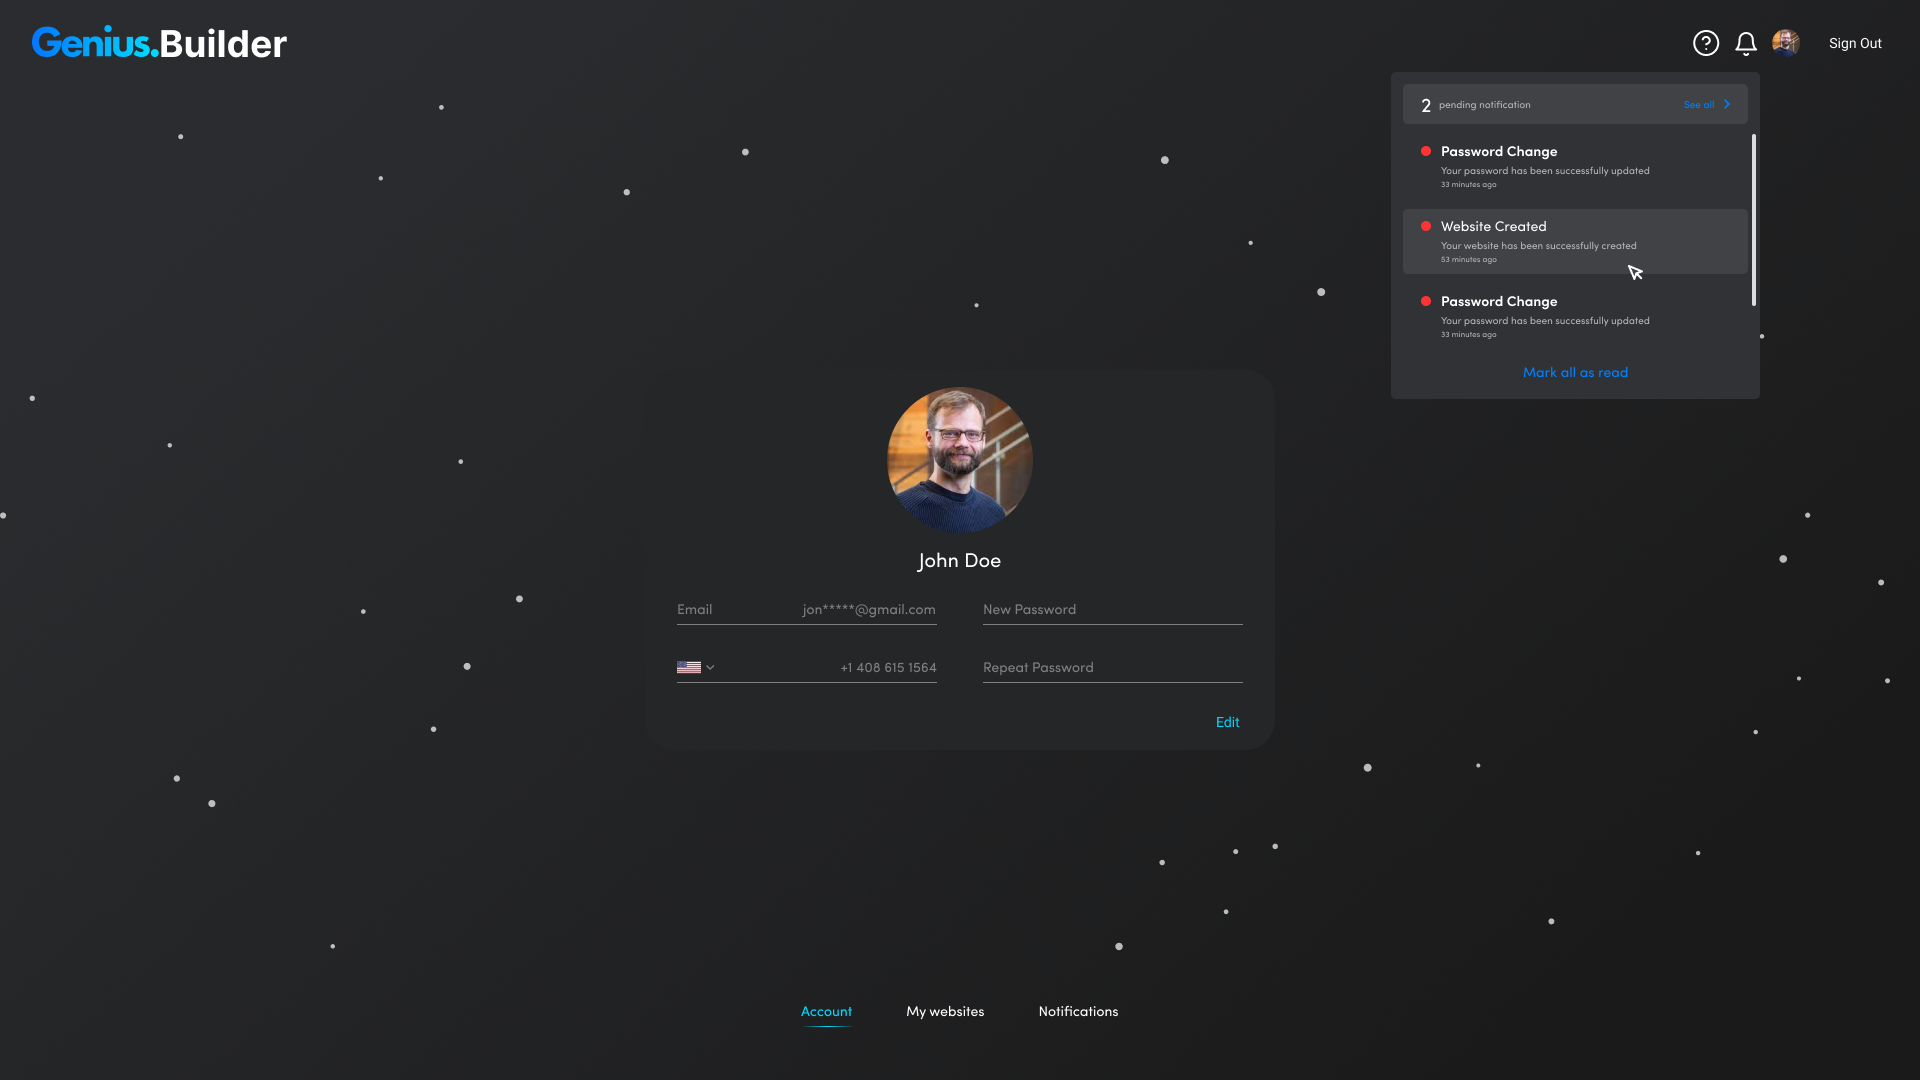 Genius.Builder
Sign Out
2 pending notification See all
Password Change
Your password has been successfully updated
33 minutes ago
Website Created
Your website has been successfully created
53 minutes ago
Password Change
Your password has been successfully updated
33 minutes ago
Mark all as read
John Doe
Email jon*****@gmail.com
New Password
+1 408 615 1564
Repeat Password
Edit
Account My websites Notifications